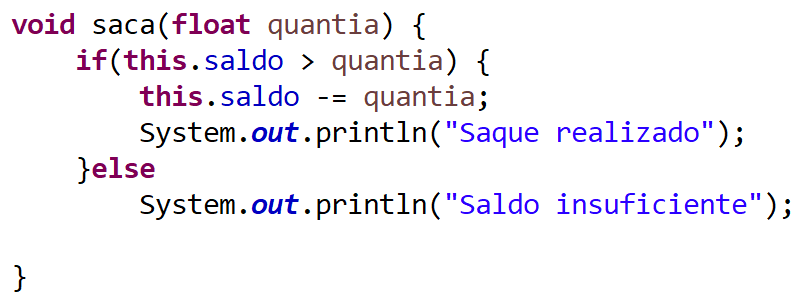 void saca(float quantia) {
    if(this.saldo > quantia) {
        this.saldo -= quantia;
        System.out.println("Saque realizado");
    }else
        System.out.println("Saldo insuficiente");

}